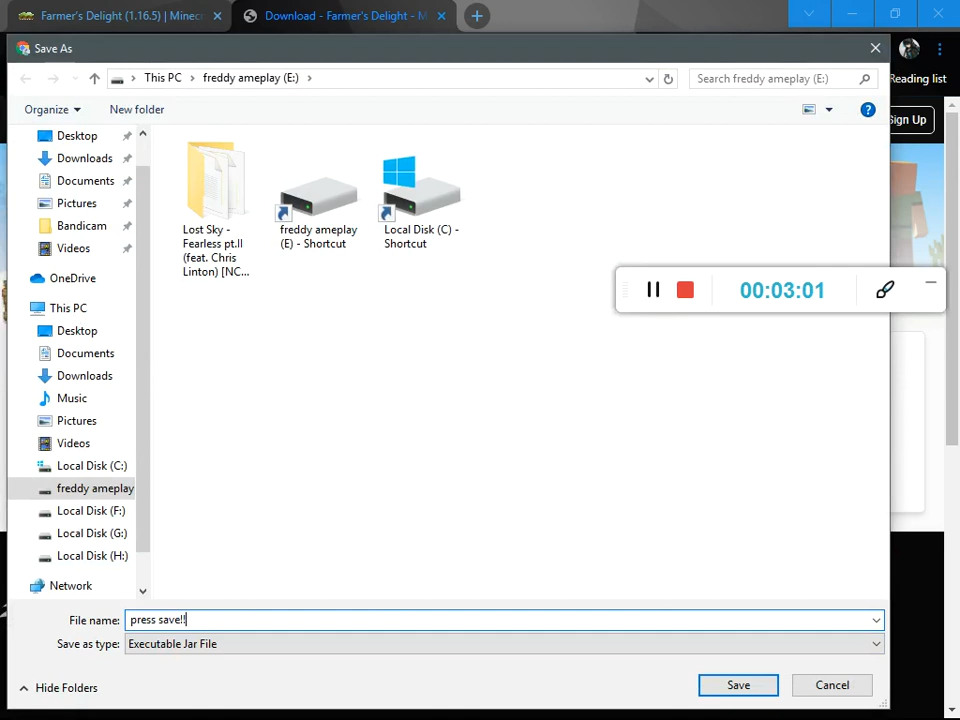 Farmer's Delight (1.16.5) | Minec
Download - Farmer's Delight - M
Save As
This PC
freddy ameplay (E:)
Search freddy ameplay (E:)
Reading list
Organize
New folder
Sign Up
Desktop
Downloads
Documents
Pictures
Bandicam
Videos
OneDrive
This PC
Desktop
Documents
Downloads
Music
Pictures
Videos
Local Disk (C:)
freddy ameplay
Local Disk (F:)
Local Disk (G:)
Local Disk (H:)
Network
Lost Sky -
Fearless pt.II
(feat. Chris
Linton) [NC...
freddy ameplay
(E) - Shortcut
Local Disk (C) -
Shortcut
00:03:01
File name:
press save!!
Save as type:
Executable Jar File
Hide Folders
Save
Cancel